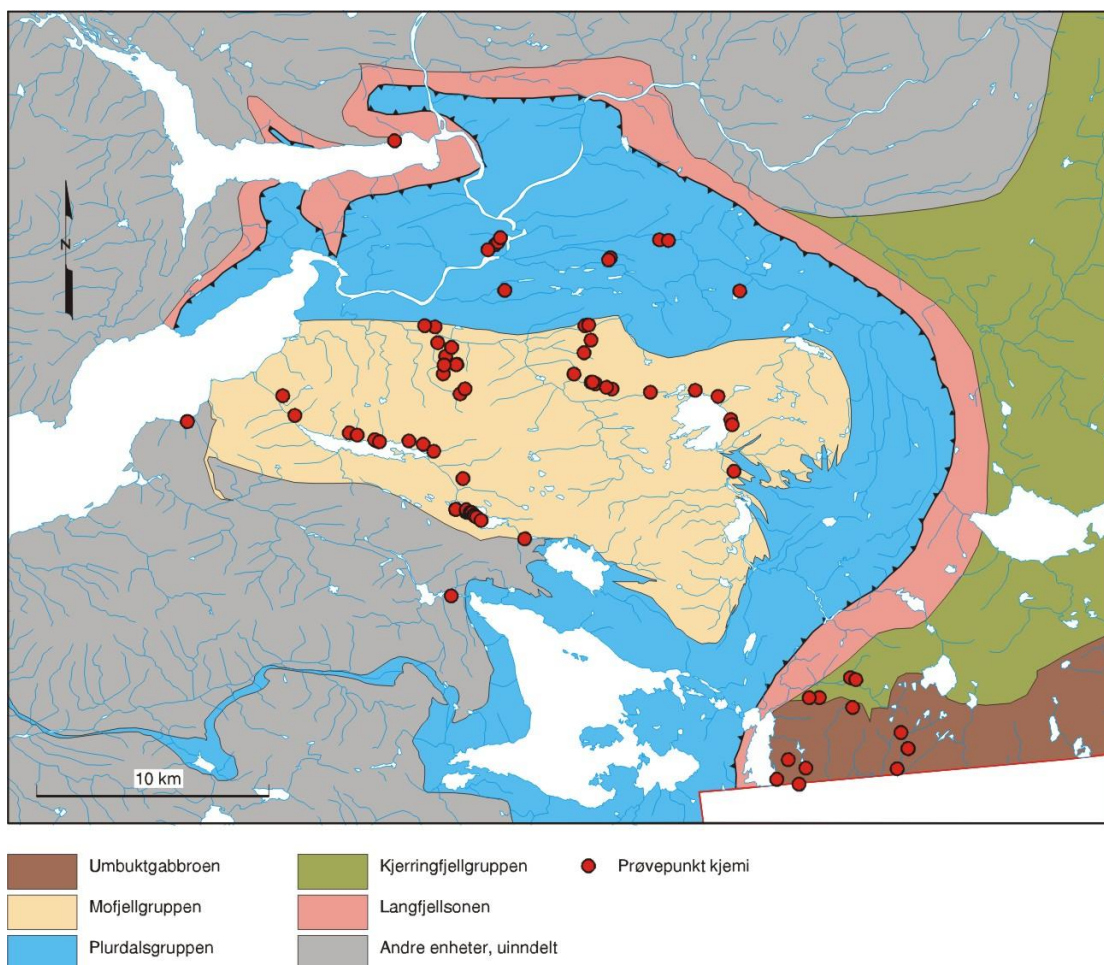 N
10 km
Umbuktgabbroen
Mofjellgruppen
Plurdalsgruppen
Kjerringfjellgruppen
Langfjellsonen
Andre enheter, uinndelt
Prøvepunkt kjemi